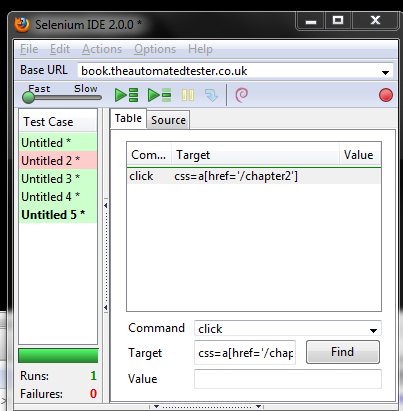 Selenium IDE 2.0.0 *
File Edit Actions Options Help
Base URL book.theautomatedtester.co.uk
Fast Slow
Test Case
Untitled *
Untitled 2 *
Untitled 3 *
Untitled 4 *
Untitled 5 *
Runs: 1
Failures: 0
Table Source
Com... Target Value
click css=a[href='/chapter2']
Command click
Target css=a[href='/chap Find
Value